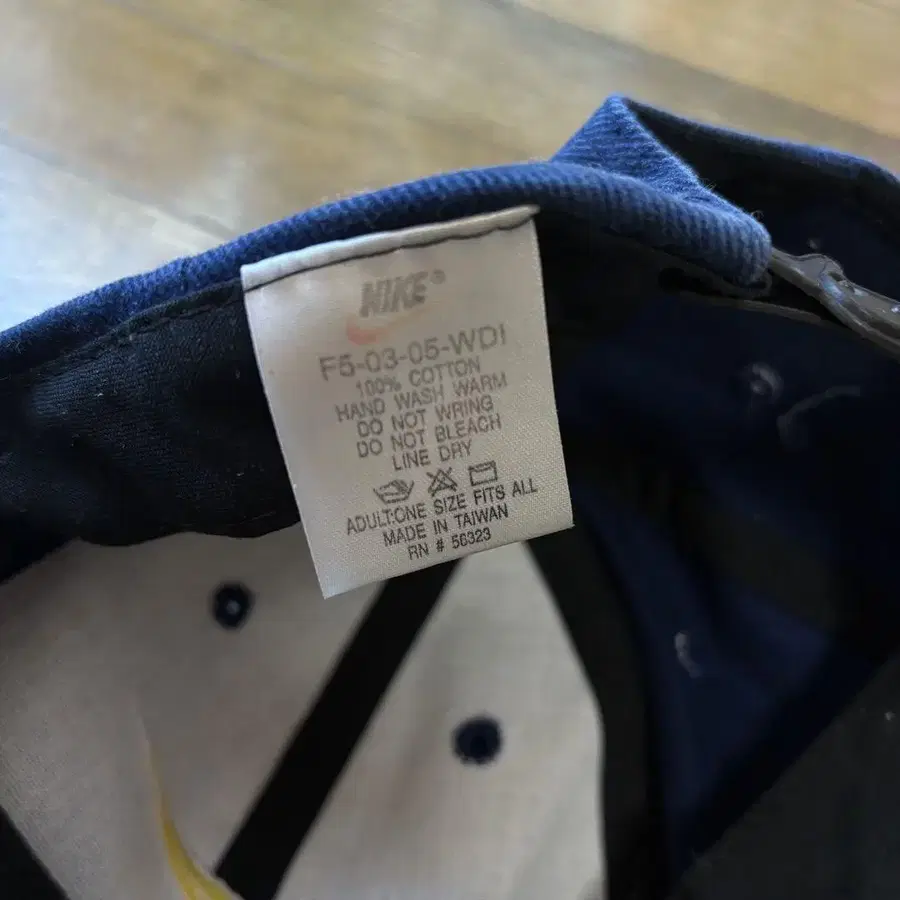 NIKE®
F5-03-05-WDI
100% COTTON
HAND WASH WARM
DO NOT WRING
DO NOT BLEACH
LINE DRY
ADULT:ONE SIZE FITS ALL
MADE IN TAIWAN
RN # 56323